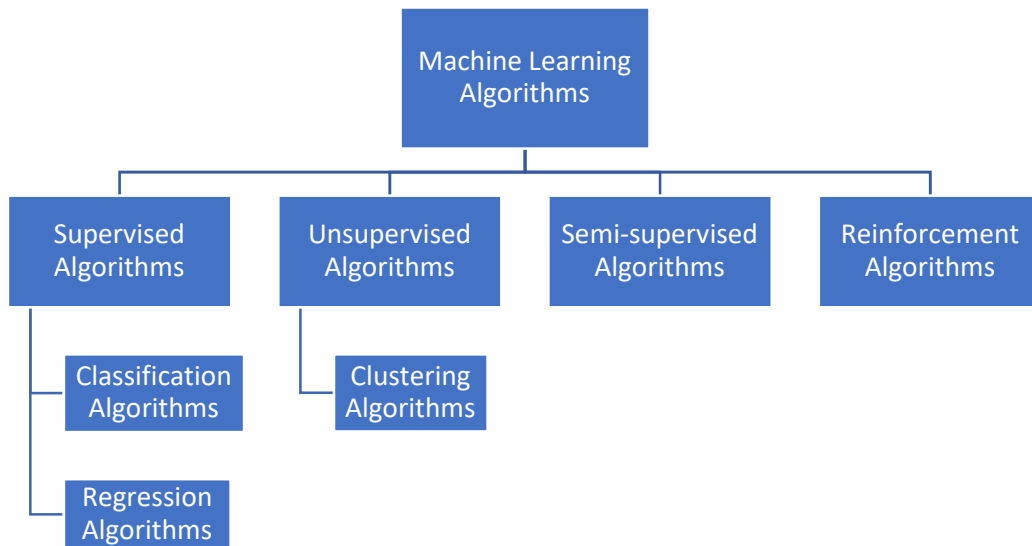 Machine Learning
Algorithms
Supervised
Algorithms
Unsupervised
Algorithms
Semi-supervised
Algorithms
Reinforcement
Algorithms
Classification
Algorithms
Clustering
Algorithms
Regression
Algorithms